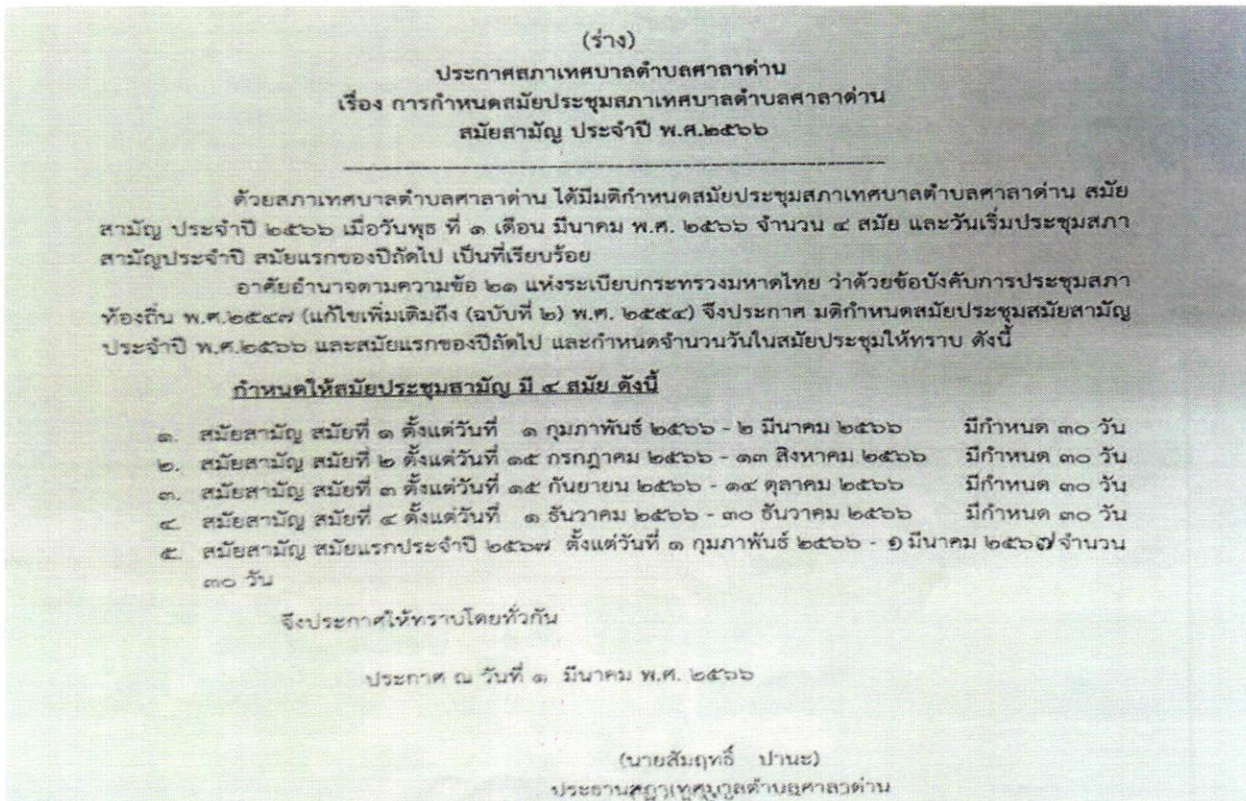 (ร่าง)
ประกาศสภาเทศบาลตำบลศาลาด่าน
เรื่อง การกำหนดสมัยประชุมสภาเทศบาลตำบลศาลาด่าน
สมัยสามัญ ประจำปี พ.ศ.๒๕๖๖
ด้วยสภาเทศบาลตำบลศาลาด่าน ได้มีมติกำหนดสมัยประชุมสภาเทศบาลตำบลศาลาด่าน สมัย
สามัญ ประจำปี ๒๕๖๖ เมื่อวันพุธ ที่ ๑ เดือน มีนาคม พ.ศ. ๒๕๖๖ จำนวน ๔ สมัย และวันเริ่มประชุมสภา
สามัญประจำปี สมัยแรกของปีถัดไป เป็นที่เรียบร้อย
อาศัยอำนาจตามความข้อ ๒๑ แห่งระเบียบกระทรวงมหาดไทย ว่าด้วยข้อบังคับการประชุมสภา
ท้องถิ่น พ.ศ.๒๕๔๗ (แก้ไขเพิ่มเติมถึง (ฉบับที่ ๒) พ.ศ. ๒๕๕๔) จึงประกาศ มติกำหนดสมัยประชุมสมัยสามัญ
ประจำปี พ.ศ.๒๕๖๖ และสมัยแรกของปีถัดไป และกำหนดจำนวนวันในสมัยประชุมให้ทราบ ดังนี้
กำหนดให้สมัยประชุมสามัญ มี ๔ สมัย ดังนี้
๑. สมัยสามัญ สมัยที่ ๑ ตั้งแต่วันที่ ๑ กุมภาพันธ์ ๒๕๖๖ - ๒ มีนาคม ๒๕๖๖ มีกำหนด ๓๐ วัน
๒. สมัยสามัญ สมัยที่ ๒ ตั้งแต่วันที่ ๑๕ กรกฎาคม ๒๕๖๖ - ๑๓ สิงหาคม ๒๕๖๖ มีกำหนด ๓๐ วัน
๓. สมัยสามัญ สมัยที่ ๓ ตั้งแต่วันที่ ๑๕ กันยายน ๒๕๖๖ - ๑๔ ตุลาคม ๒๕๖๖ มีกำหนด ๓๐ วัน
๔. สมัยสามัญ สมัยที่ ๔ ตั้งแต่วันที่ ๑ ธันวาคม ๒๕๖๖ - ๓๐ ธันวาคม ๒๕๖๖ มีกำหนด ๓๐ วัน
๕. สมัยสามัญ สมัยแรกประจำปี ๒๕๖๗ ตั้งแต่วันที่ ๑ กุมภาพันธ์ ๒๕๖๖ - ๑ มีนาคม ๒๕๖๗ จำนวน
๓๐ วัน
จึงประกาศให้ทราบโดยทั่วกัน
ประกาศ ณ วันที่ ๑ มีนาคม พ.ศ. ๒๕๖๖
(นายสัมฤทธิ์ ปานะ)
ประธานสภาเทศบาลตำบลศาลาด่าน